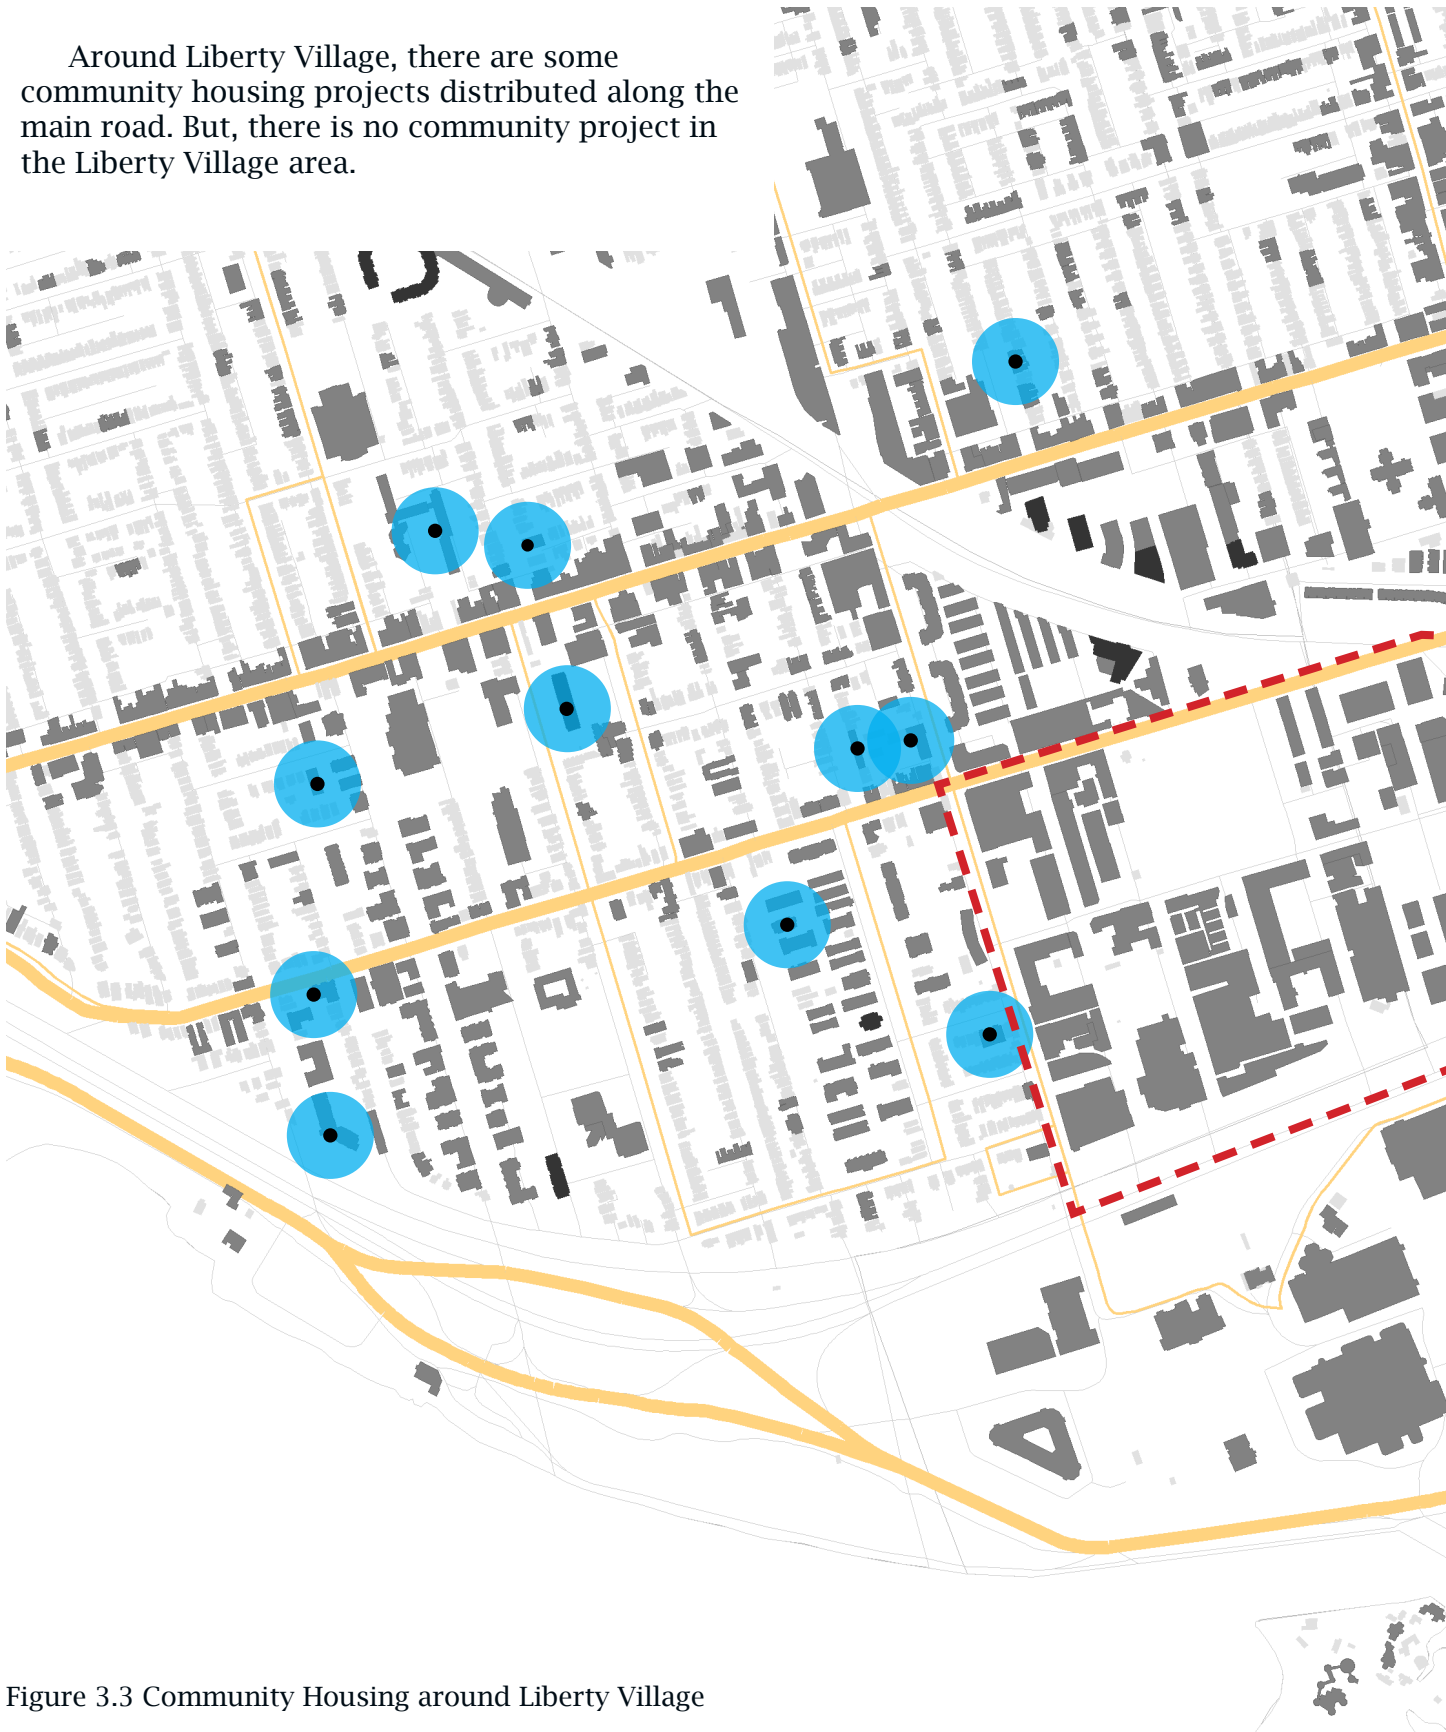 Around Liberty Village, there are some
community housing projects distributed along the
main road. But, there is no community project in
the Liberty Village area.
Figure 3.3 Community Housing around Liberty Village